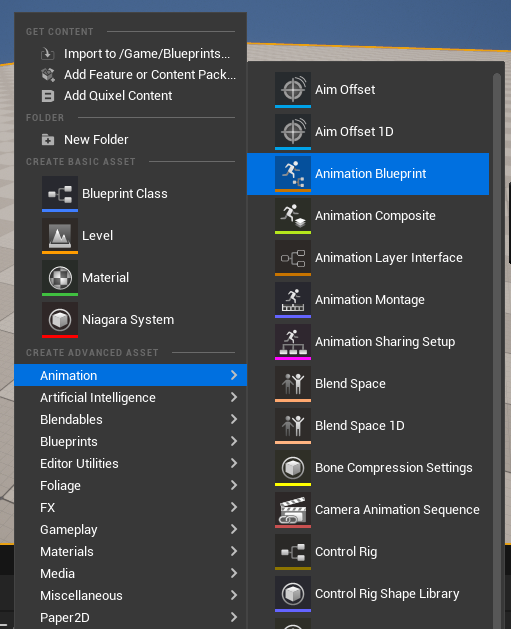 GET CONTENT
Import to /Game/Blueprints...
Add Feature or Content Pack...
Add Quixel Content
FOLDER
New Folder
CREATE BASIC ASSET
Blueprint Class
Level
Material
Niagara System
CREATE ADVANCED ASSET
Animation
Artificial Intelligence
Blendables
Blueprints
Editor Utilities
Foliage
FX
Gameplay
Materials
Media
Miscellaneous
Paper2D
Aim Offset
Aim Offset 1D
Animation Blueprint
Animation Composite
Animation Layer Interface
Animation Montage
Animation Sharing Setup
Blend Space
Blend Space 1D
Bone Compression Settings
Camera Animation Sequence
Control Rig
Control Rig Shape Library